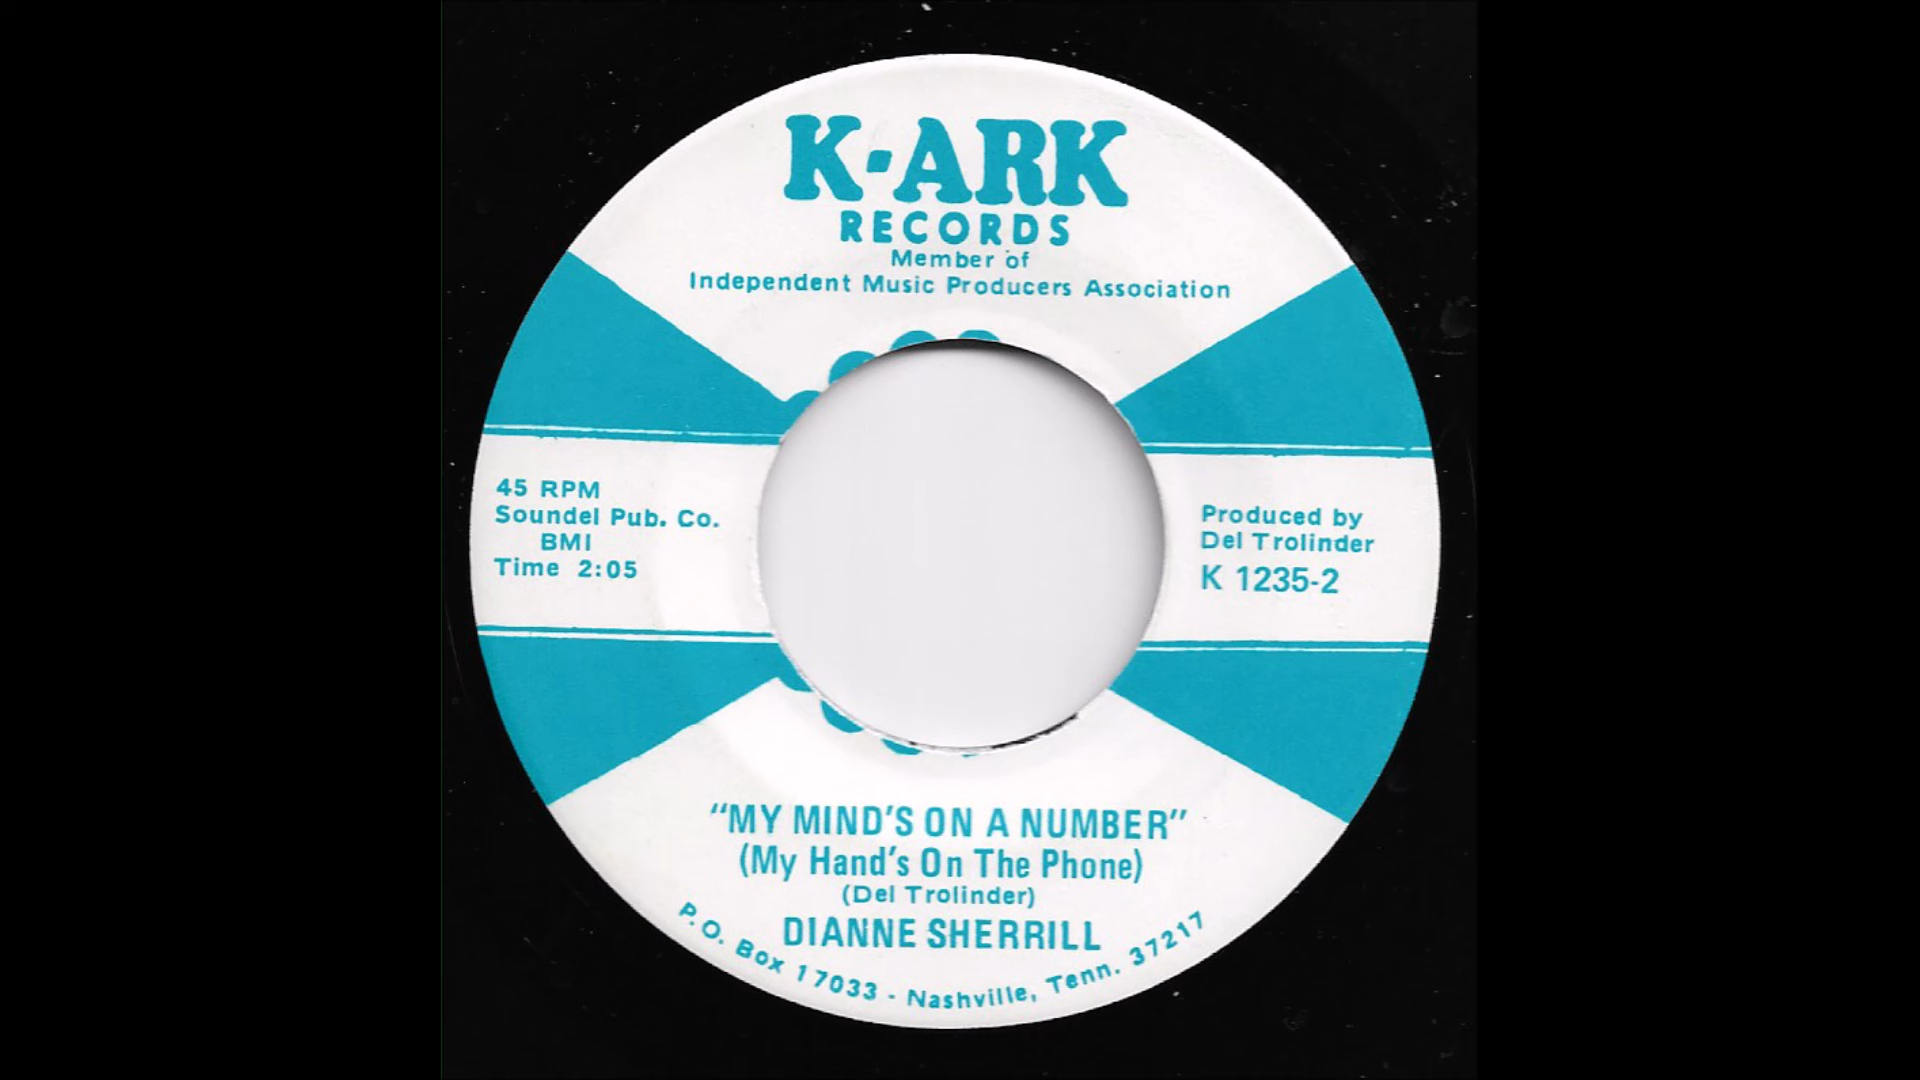 K-ARK
RECORDS
Member of
Independent Music Producers Association
45 RPM
Soundel Pub. Co.
BMI
Time 2:05
Produced by
Del Trolinder
K 1235-2
"MY MIND'S ON A NUMBER"
(My Hand's On The Phone)
(Del Trolinder)
DIANNE SHERRILL
P.O. Box 17033 - Nashville, Tenn. 37217